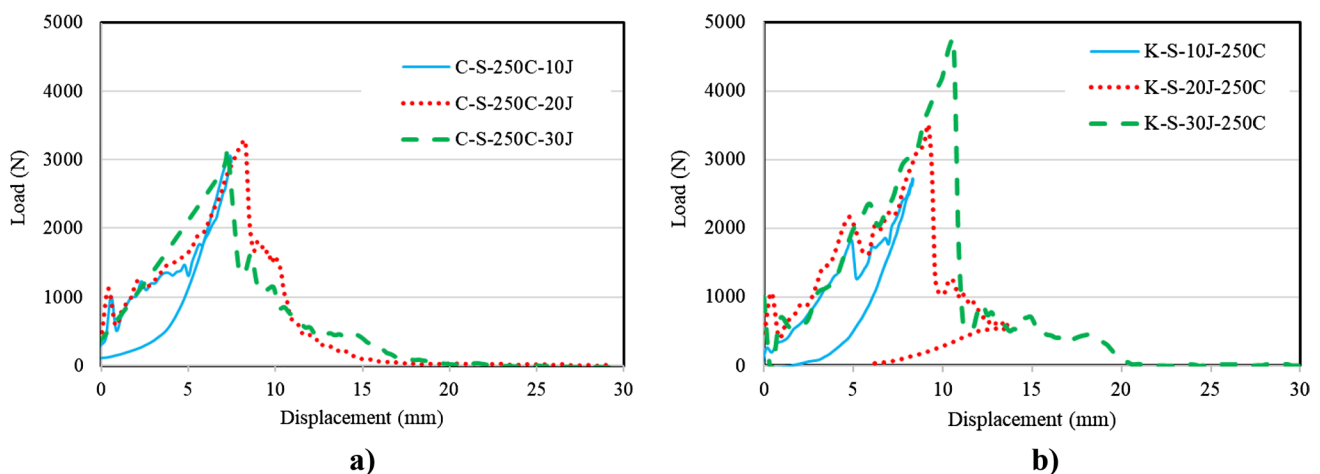 5000
4000
3000
2000
1000
0
Load (N)
0 5 10 15 20 25 30
Displacement (mm)
C-S-250C-10J
C-S-250C-20J
C-S-250C-30J
a)
5000
4000
3000
2000
1000
0
Load (N)
0 5 10 15 20 25 30
Displacement (mm)
K-S-10J-250C
K-S-20J-250C
K-S-30J-250C
b)